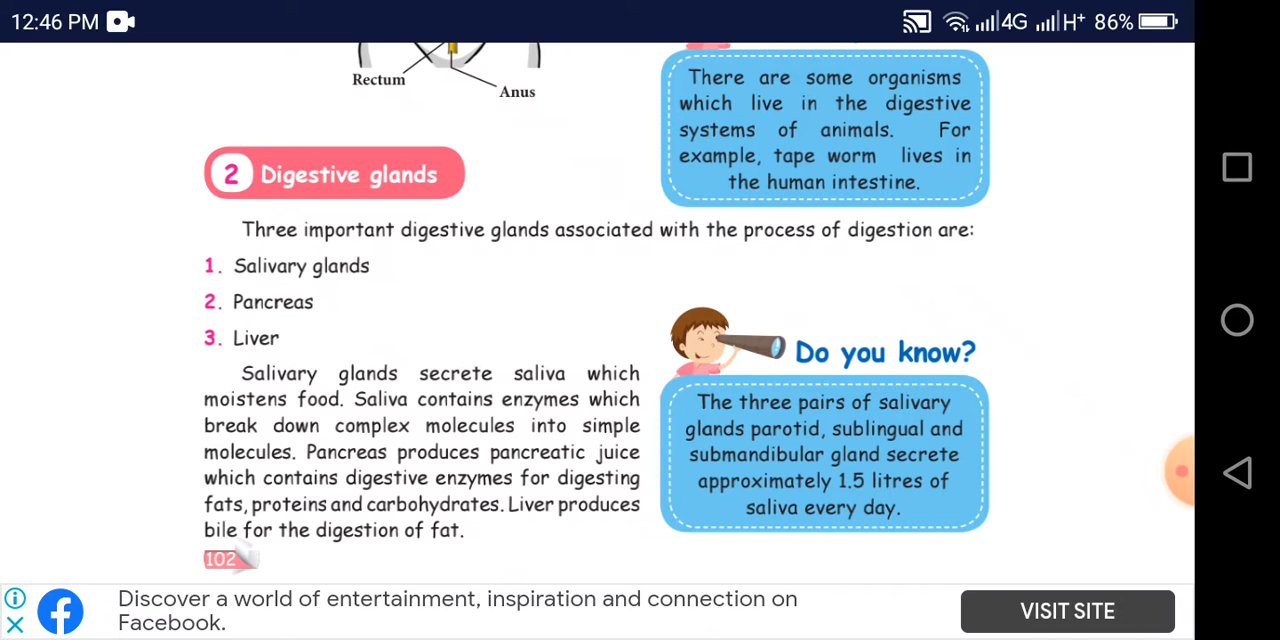 12:46 PM
4G H+ 86%
Rectum
Anus
There are some organisms
which live in the digestive
systems of animals. For
example, tape worm lives in
the human intestine.
2 Digestive glands
Three important digestive glands associated with the process of digestion are:
1. Salivary glands
2. Pancreas
3. Liver
Salivary glands secrete saliva which
moistens food. Saliva contains enzymes which
break down complex molecules into simple
molecules. Pancreas produces pancreatic juice
which contains digestive enzymes for digesting
fats, proteins and carbohydrates. Liver produces
bile for the digestion of fat.
Do you know?
The three pairs of salivary
glands parotid, sublingual and
submandibular gland secrete
approximately 1.5 litres of
saliva every day.
102
Discover a world of entertainment, inspiration and connection on
Facebook.
VISIT SITE